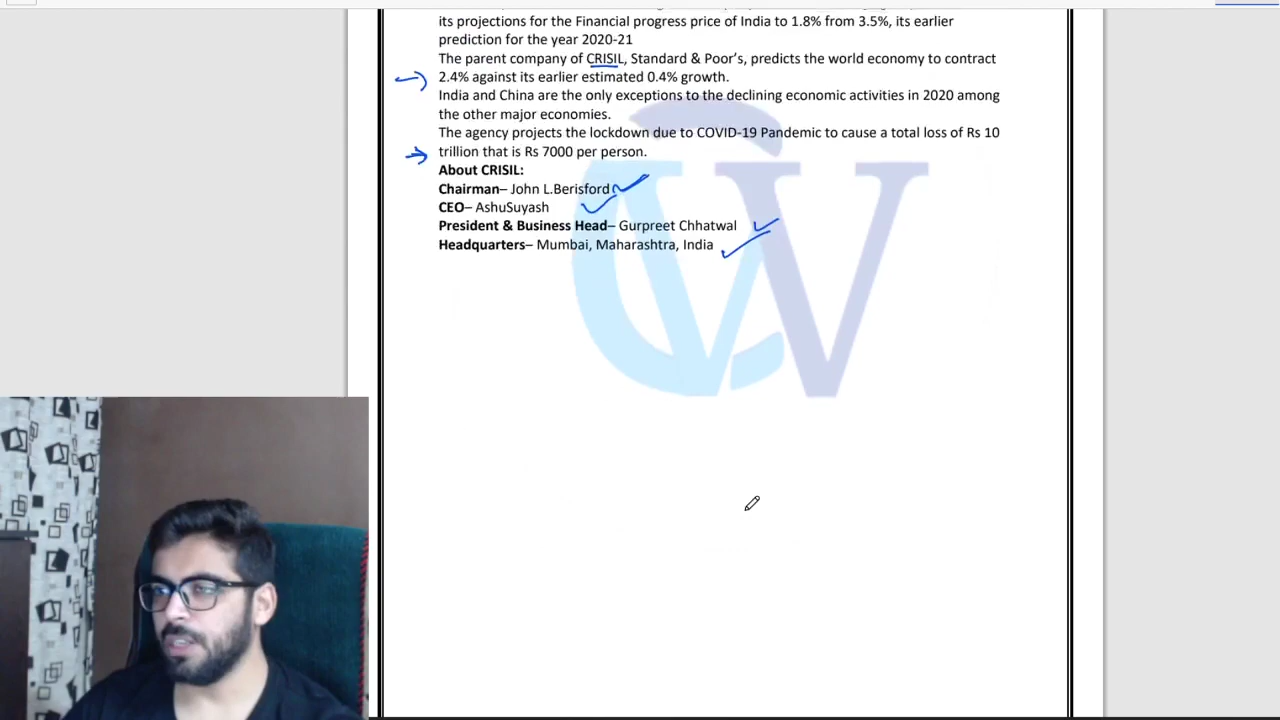 its projections for the Financial progress price of India to 1.8% from 3.5%, its earlier
prediction for the year 2020-21
The parent company of CRISIL, Standard & Poor's, predicts the world economy to contract
2.4% against its earlier estimated 0.4% growth.
India and China are the only exceptions to the declining economic activities in 2020 among
the other major economies.
The agency projects the lockdown due to COVID-19 Pandemic to cause a total loss of Rs 10
trillion that is Rs 7000 per person.
About CRISIL:
Chairman– John L.Berisford
CEO– AshuSuyash
President & Business Head– Gurpreet Chhatwal
Headquarters– Mumbai, Maharashtra, India